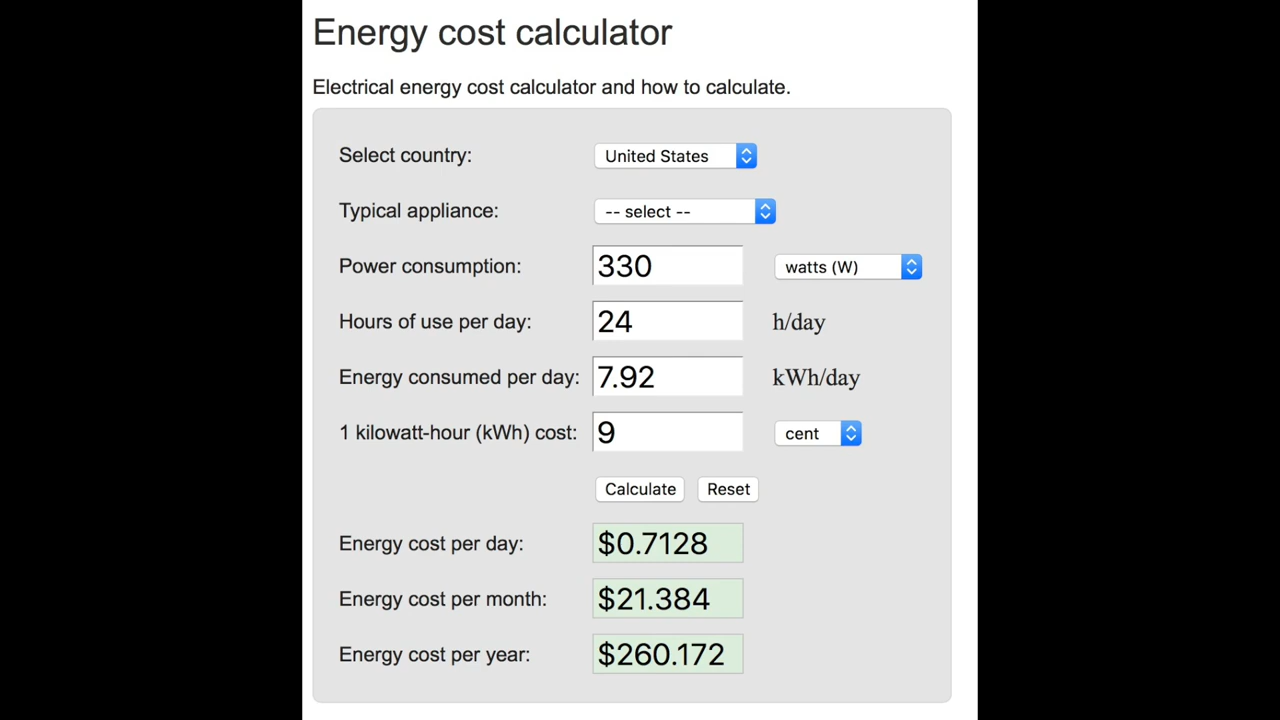 Energy cost calculator
Electrical energy cost calculator and how to calculate.
Select country: United States
Typical appliance: -- select --
Power consumption: 330 watts (W)
Hours of use per day: 24 h/day
Energy consumed per day: 7.92 kWh/day
1 kilowatt-hour (kWh) cost: 9 cent
Calculate Reset
Energy cost per day: $0.7128
Energy cost per month: $21.384
Energy cost per year: $260.172